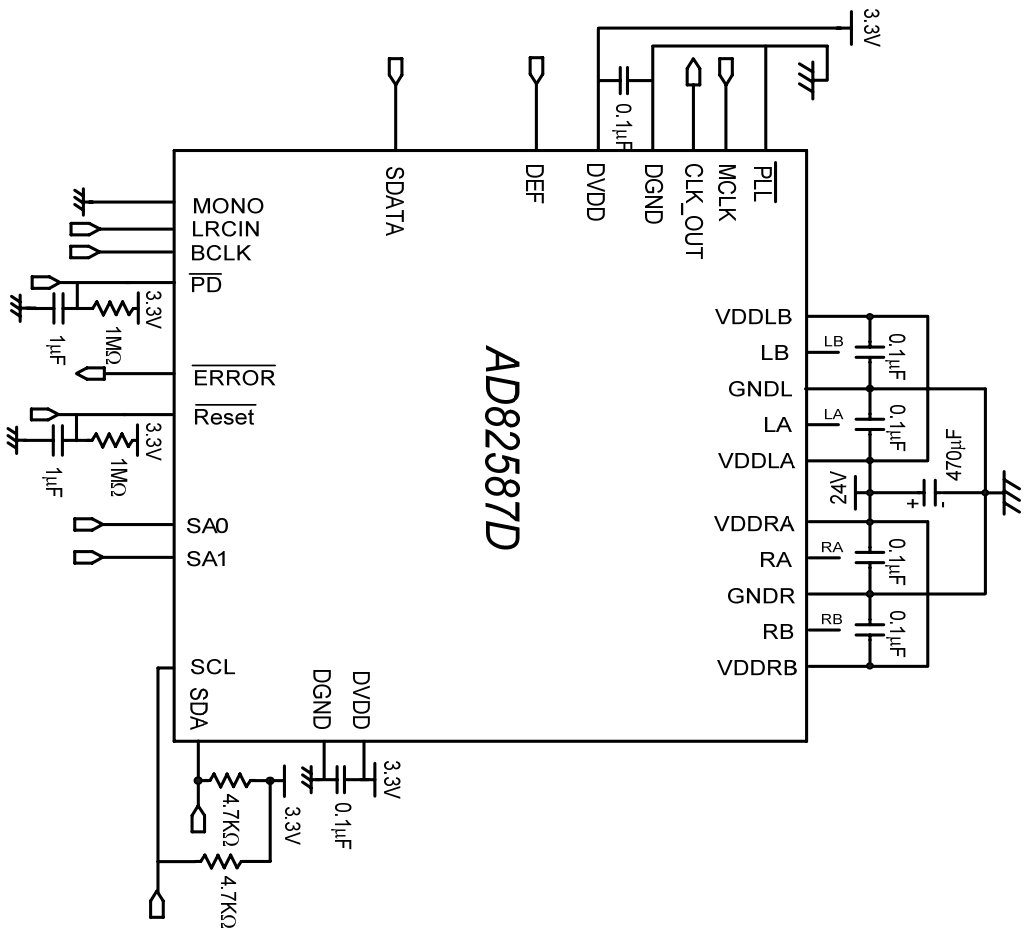 3.3V
0.1μF
SDATA
DEF
DVDD
DGND
CLK_OUT
MCLK
PLL
MONO
LRCIN
BCLK
PD
3.3V
1MΩ
1μF
ERROR
Reset
3.3V
1MΩ
1μF
SA0
SA1
SCL
SDA
DGND
DVDD
AD82587D
VDDLB
LB
LB
0.1μF
GNDL
LA
LA
0.1μF
VDDLA
24V
470μF
+
-
VDDRA
RA
RA
0.1μF
GNDR
RB
RB
0.1μF
VDDRB
3.3V
0.1μF
3.3V
4.7KΩ
4.7KΩ